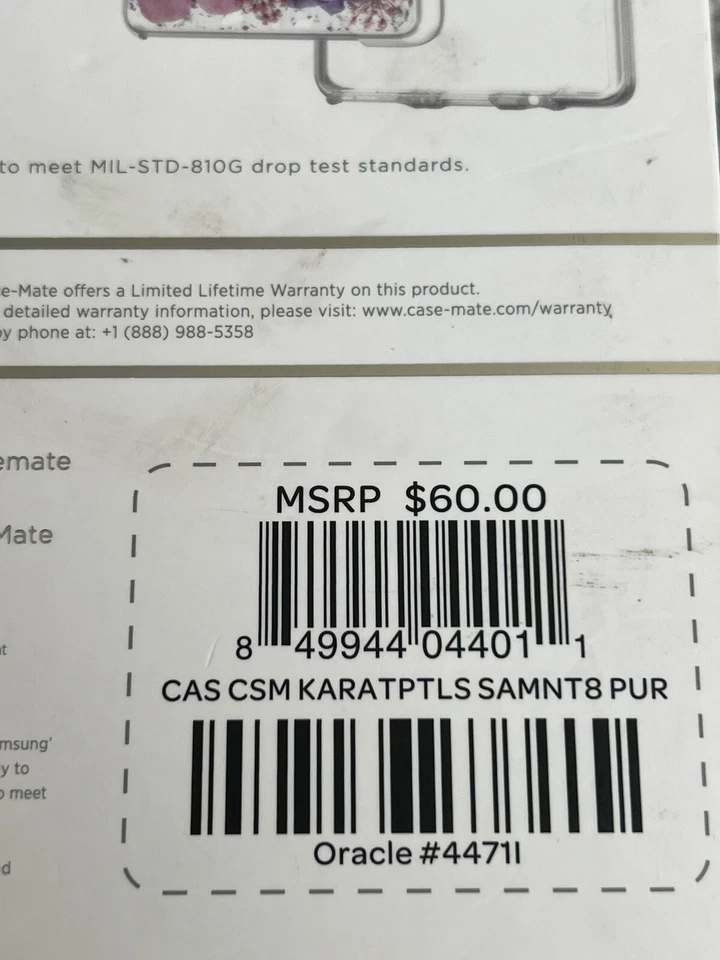 to meet MIL-STD-810G drop test standards.
e-Mate offers a Limited Lifetime Warranty on this product.
detailed warranty information, please visit: www.case-mate.com/warranty
by phone at: +1 (888) 988-5358
emate
Mate
MSRP $60.00
8 49944 04401 1
CAS CSM KARATPTLS SAMNT8 PUR
msung'
y to
o meet
d
Oracle #4471I